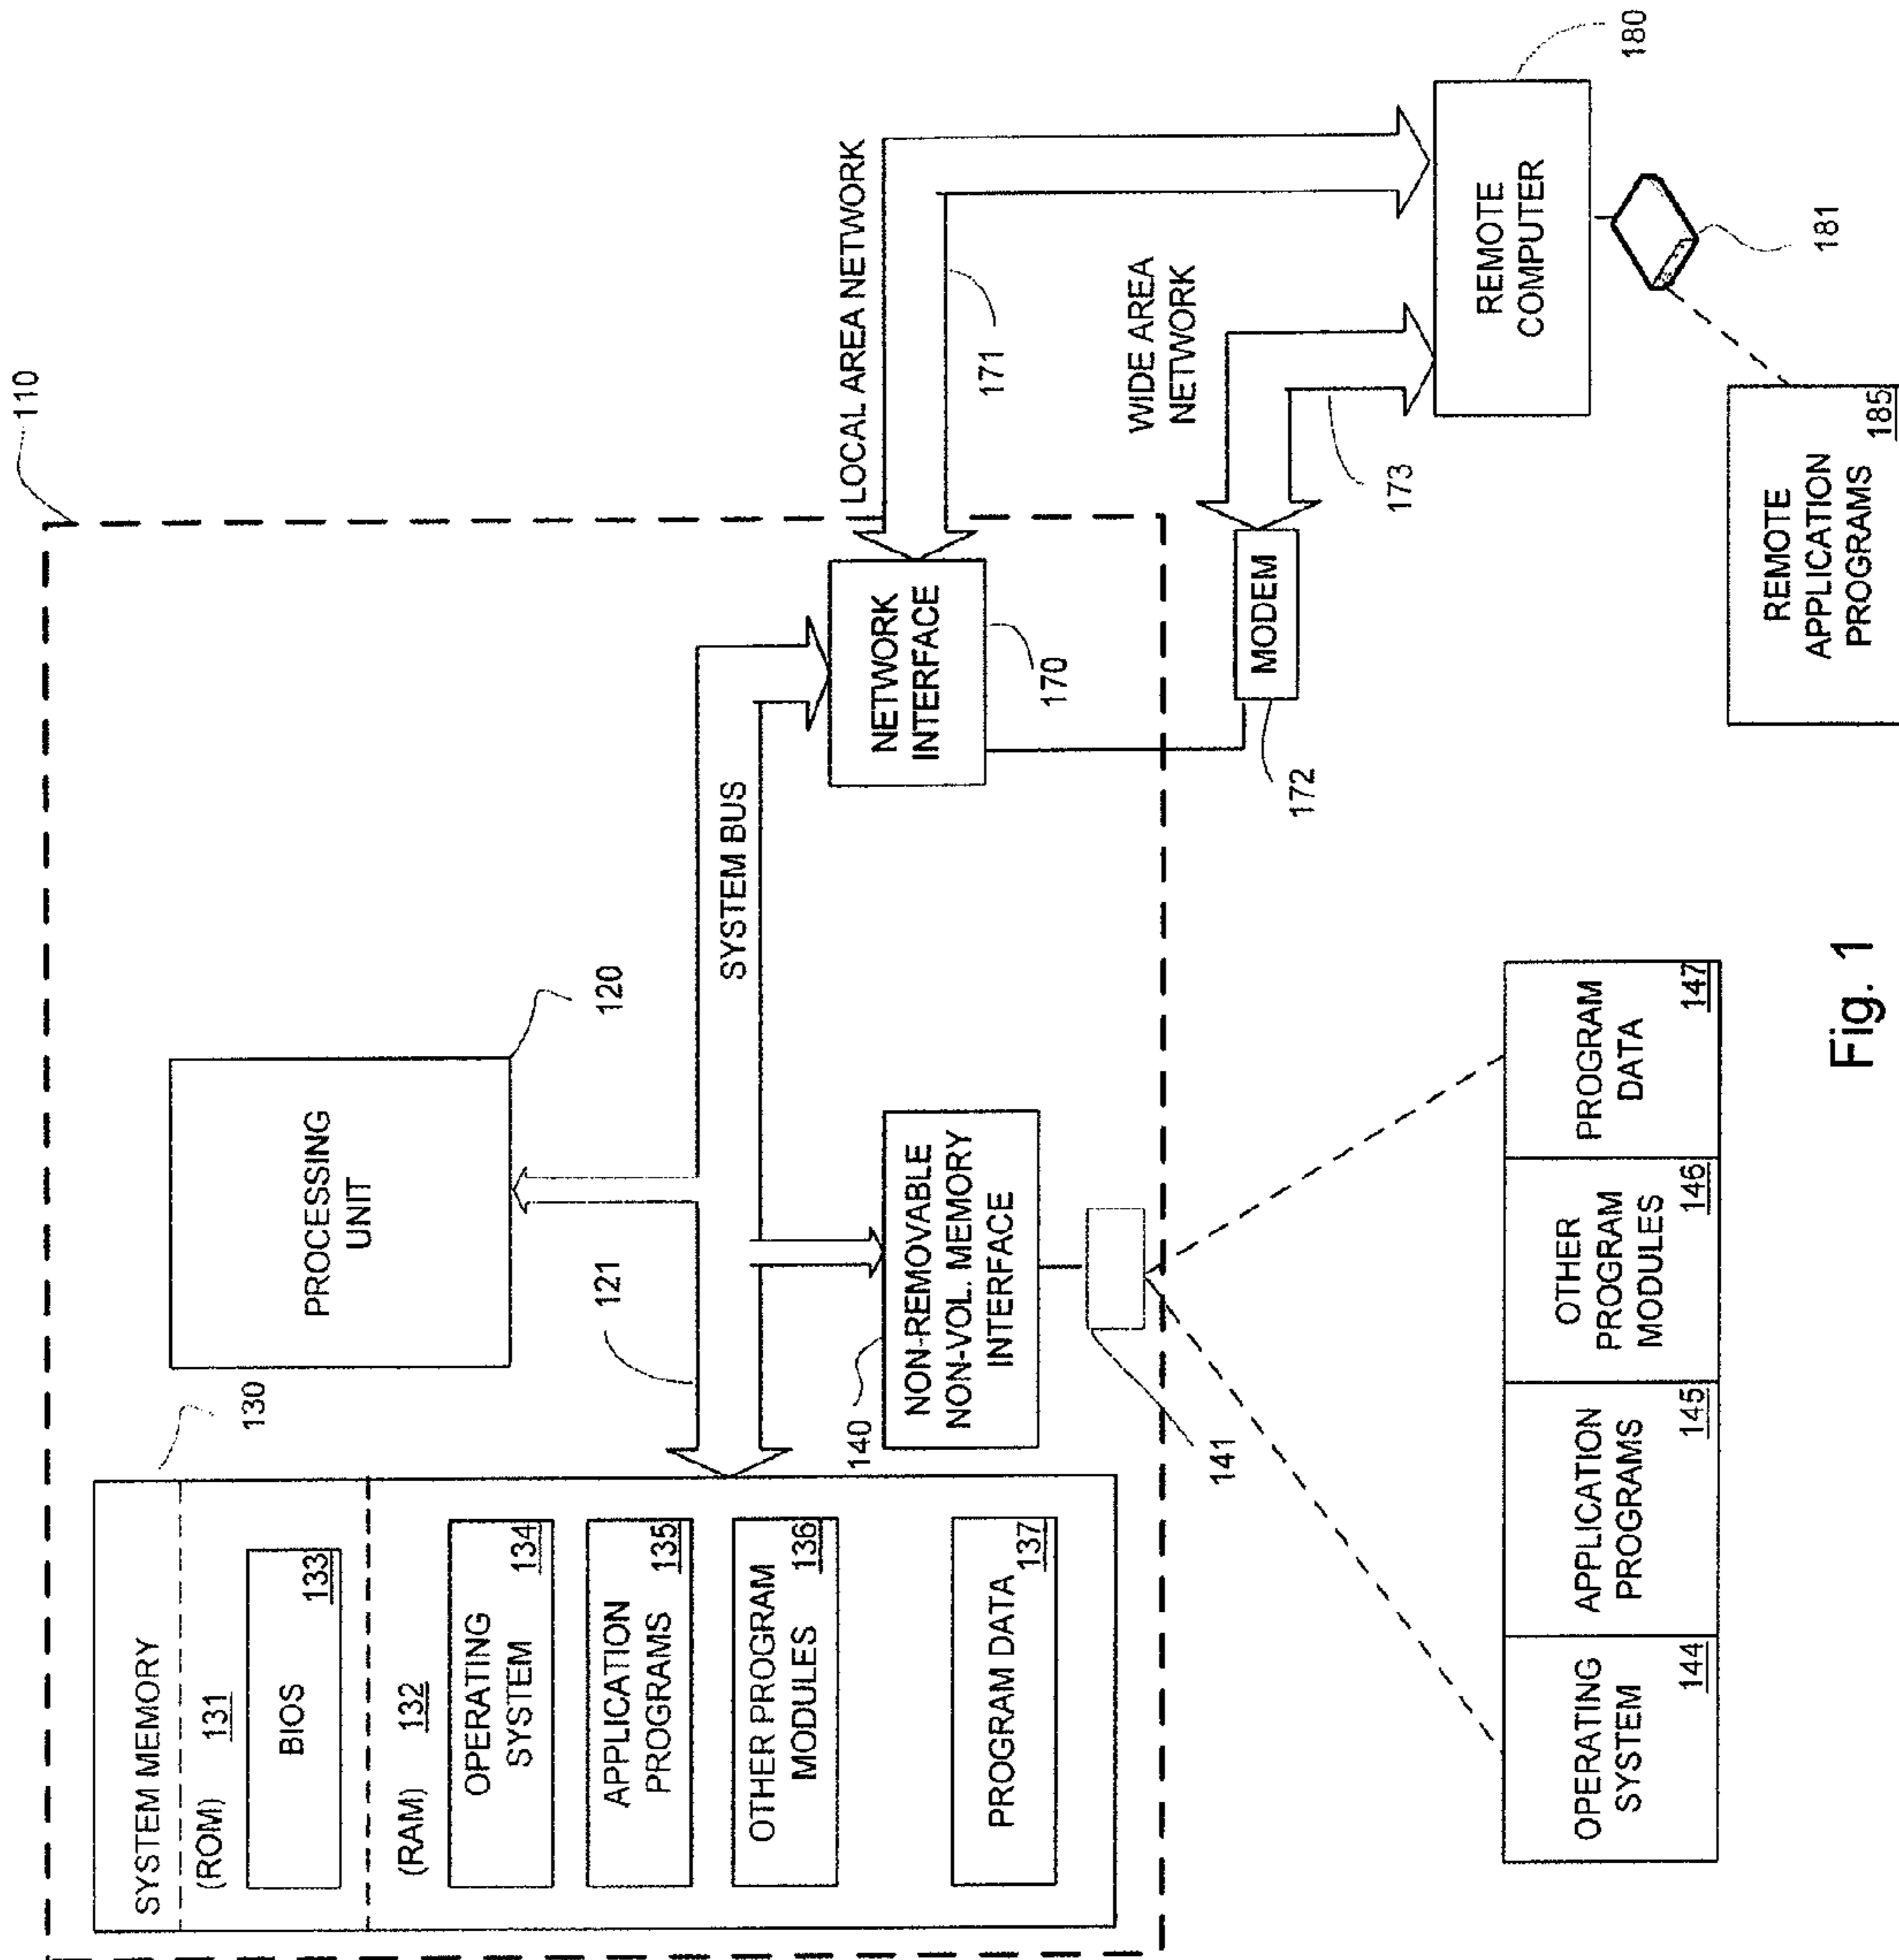 110
SYSTEM MEMORY
(ROM) 131
BIOS
133
(RAM) 132
OPERATING
SYSTEM
134
APPLICATION
PROGRAMS
135
OTHER PROGRAM
MODULES
136
PROGRAM DATA
137
130
PROCESSING
UNIT
120
121
SYSTEM BUS
140
NON-REMOVABLE
NON-VOL. MEMORY
INTERFACE
141
NETWORK
INTERFACE
170
LOCAL AREA NETWORK
171
WIDE AREA
NETWORK
173
MODEM
172
REMOTE
COMPUTER
180
181
REMOTE
APPLICATION
PROGRAMS
185
OPERATING
SYSTEM
144
APPLICATION
PROGRAMS
145
OTHER
PROGRAM
MODULES
146
PROGRAM
DATA
147
Fig. 1